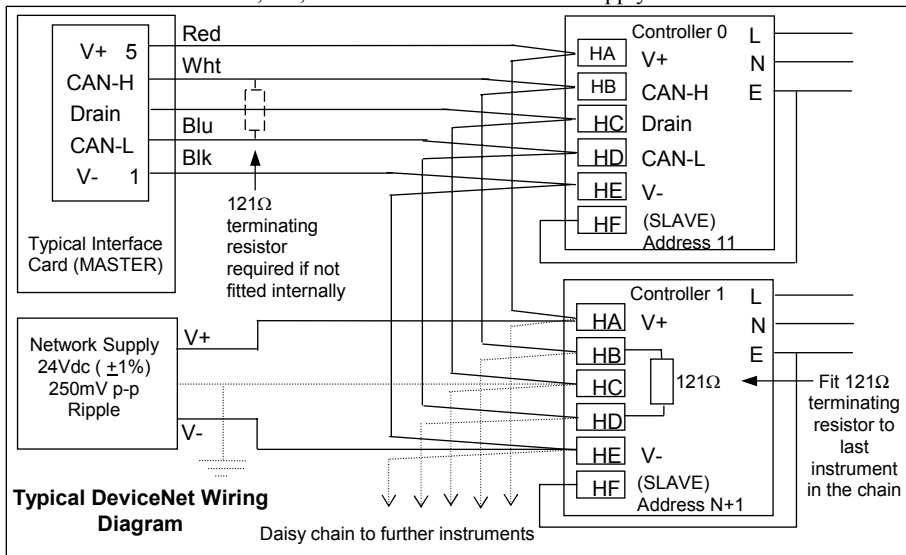 Red
Wht
Blu
Blk
V+ 5
CAN-H
Drain
CAN-L
V- 1
Typical Interface
Card (MASTER)
121Ω
terminating
resistor
required if not
fitted internally
Controller 0
HA V+
HB CAN-H
HC Drain
HD CAN-L
HE V-
HF (SLAVE)
Address 11
L
N
E
Network Supply
24Vdc ( ±1%)
250mV p-p
Ripple
V+
V-
Controller 1
HA V+
HB
HC
HD
HE V-
HF (SLAVE)
Address N+1
121Ω
L
N
E
Fit 121Ω
terminating
resistor to
last
instrument
in the chain
Typical DeviceNet Wiring
Diagram
Daisy chain to further instruments